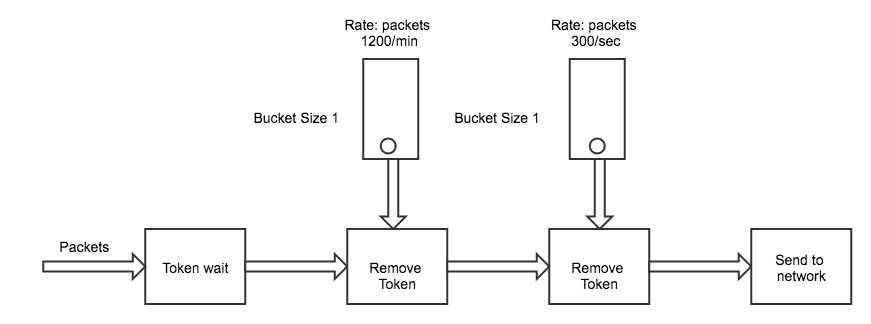 Rate: packets
1200/min
Rate: packets
300/sec
Bucket Size 1
Bucket Size 1
Packets
Token wait
Remove
Token
Remove
Token
Send to
network